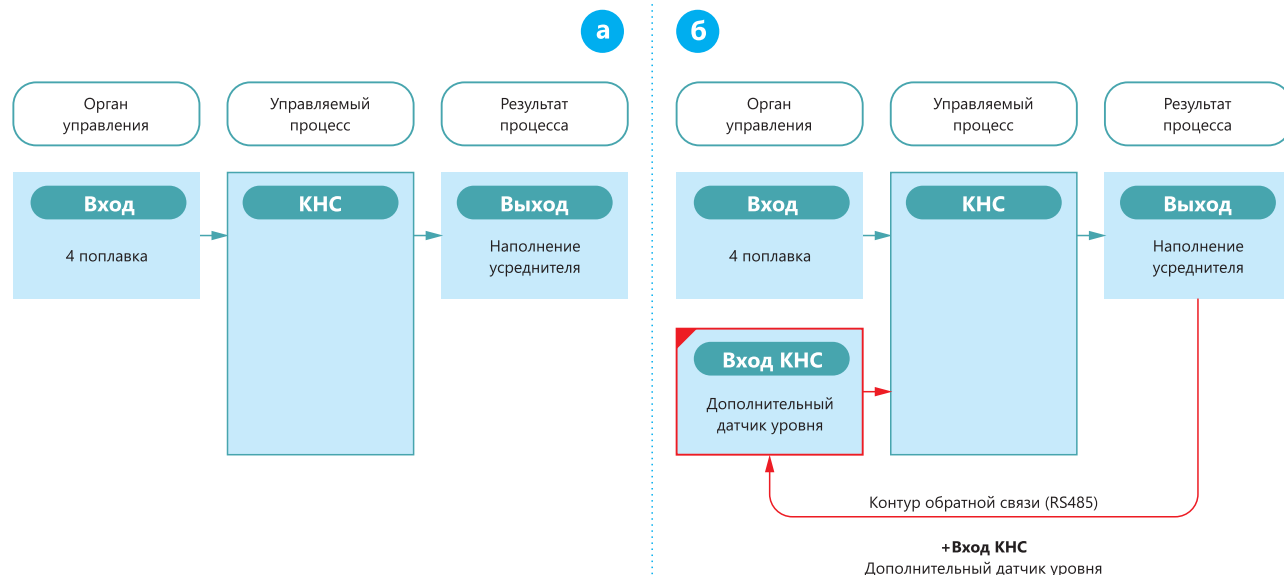 а
Орган
управления
Управляемый
процесс
Результат
процесса
Вход
4 поплавка
КНС
Выход
Наполнение
усреднителя
б
Орган
управления
Управляемый
процесс
Результат
процесса
Вход
4 поплавка
КНС
Выход
Наполнение
усреднителя
Вход КНС
Дополнительный
датчик уровня
Контур обратной связи (RS485)
+Вход КНС
Дополнительный датчик уровня